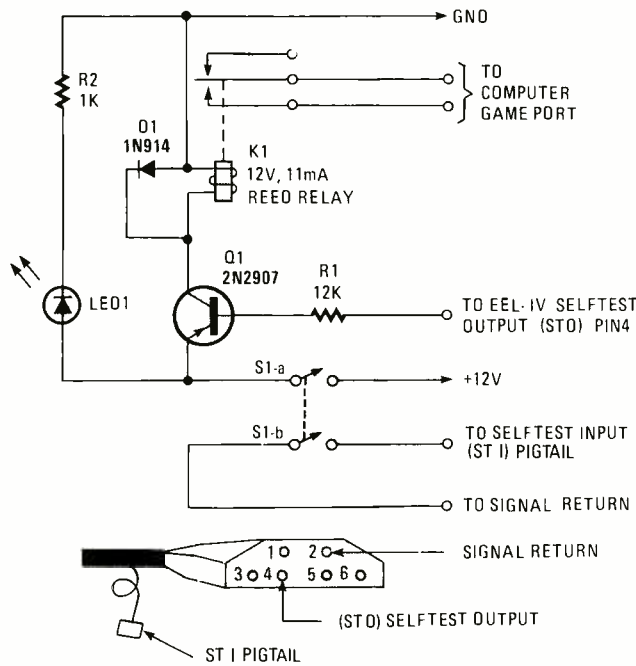 GND
R2
1K
TO
COMPUTER
GAME PORT
D1
1N914
K1
12V, 11mA
REED RELAY
Q1
2N2907
R1
12K
LED1
TO EEL-IV SELFTEST
OUTPUT (STO) PIN4
S1-a
+12V
S1-b
TO SELFTEST INPUT
(ST I) PIGTAIL
TO SIGNAL RETURN
1 2
SIGNAL RETURN
3 4 5 6
(STO) SELFTEST OUTPUT
ST I PIGTAIL